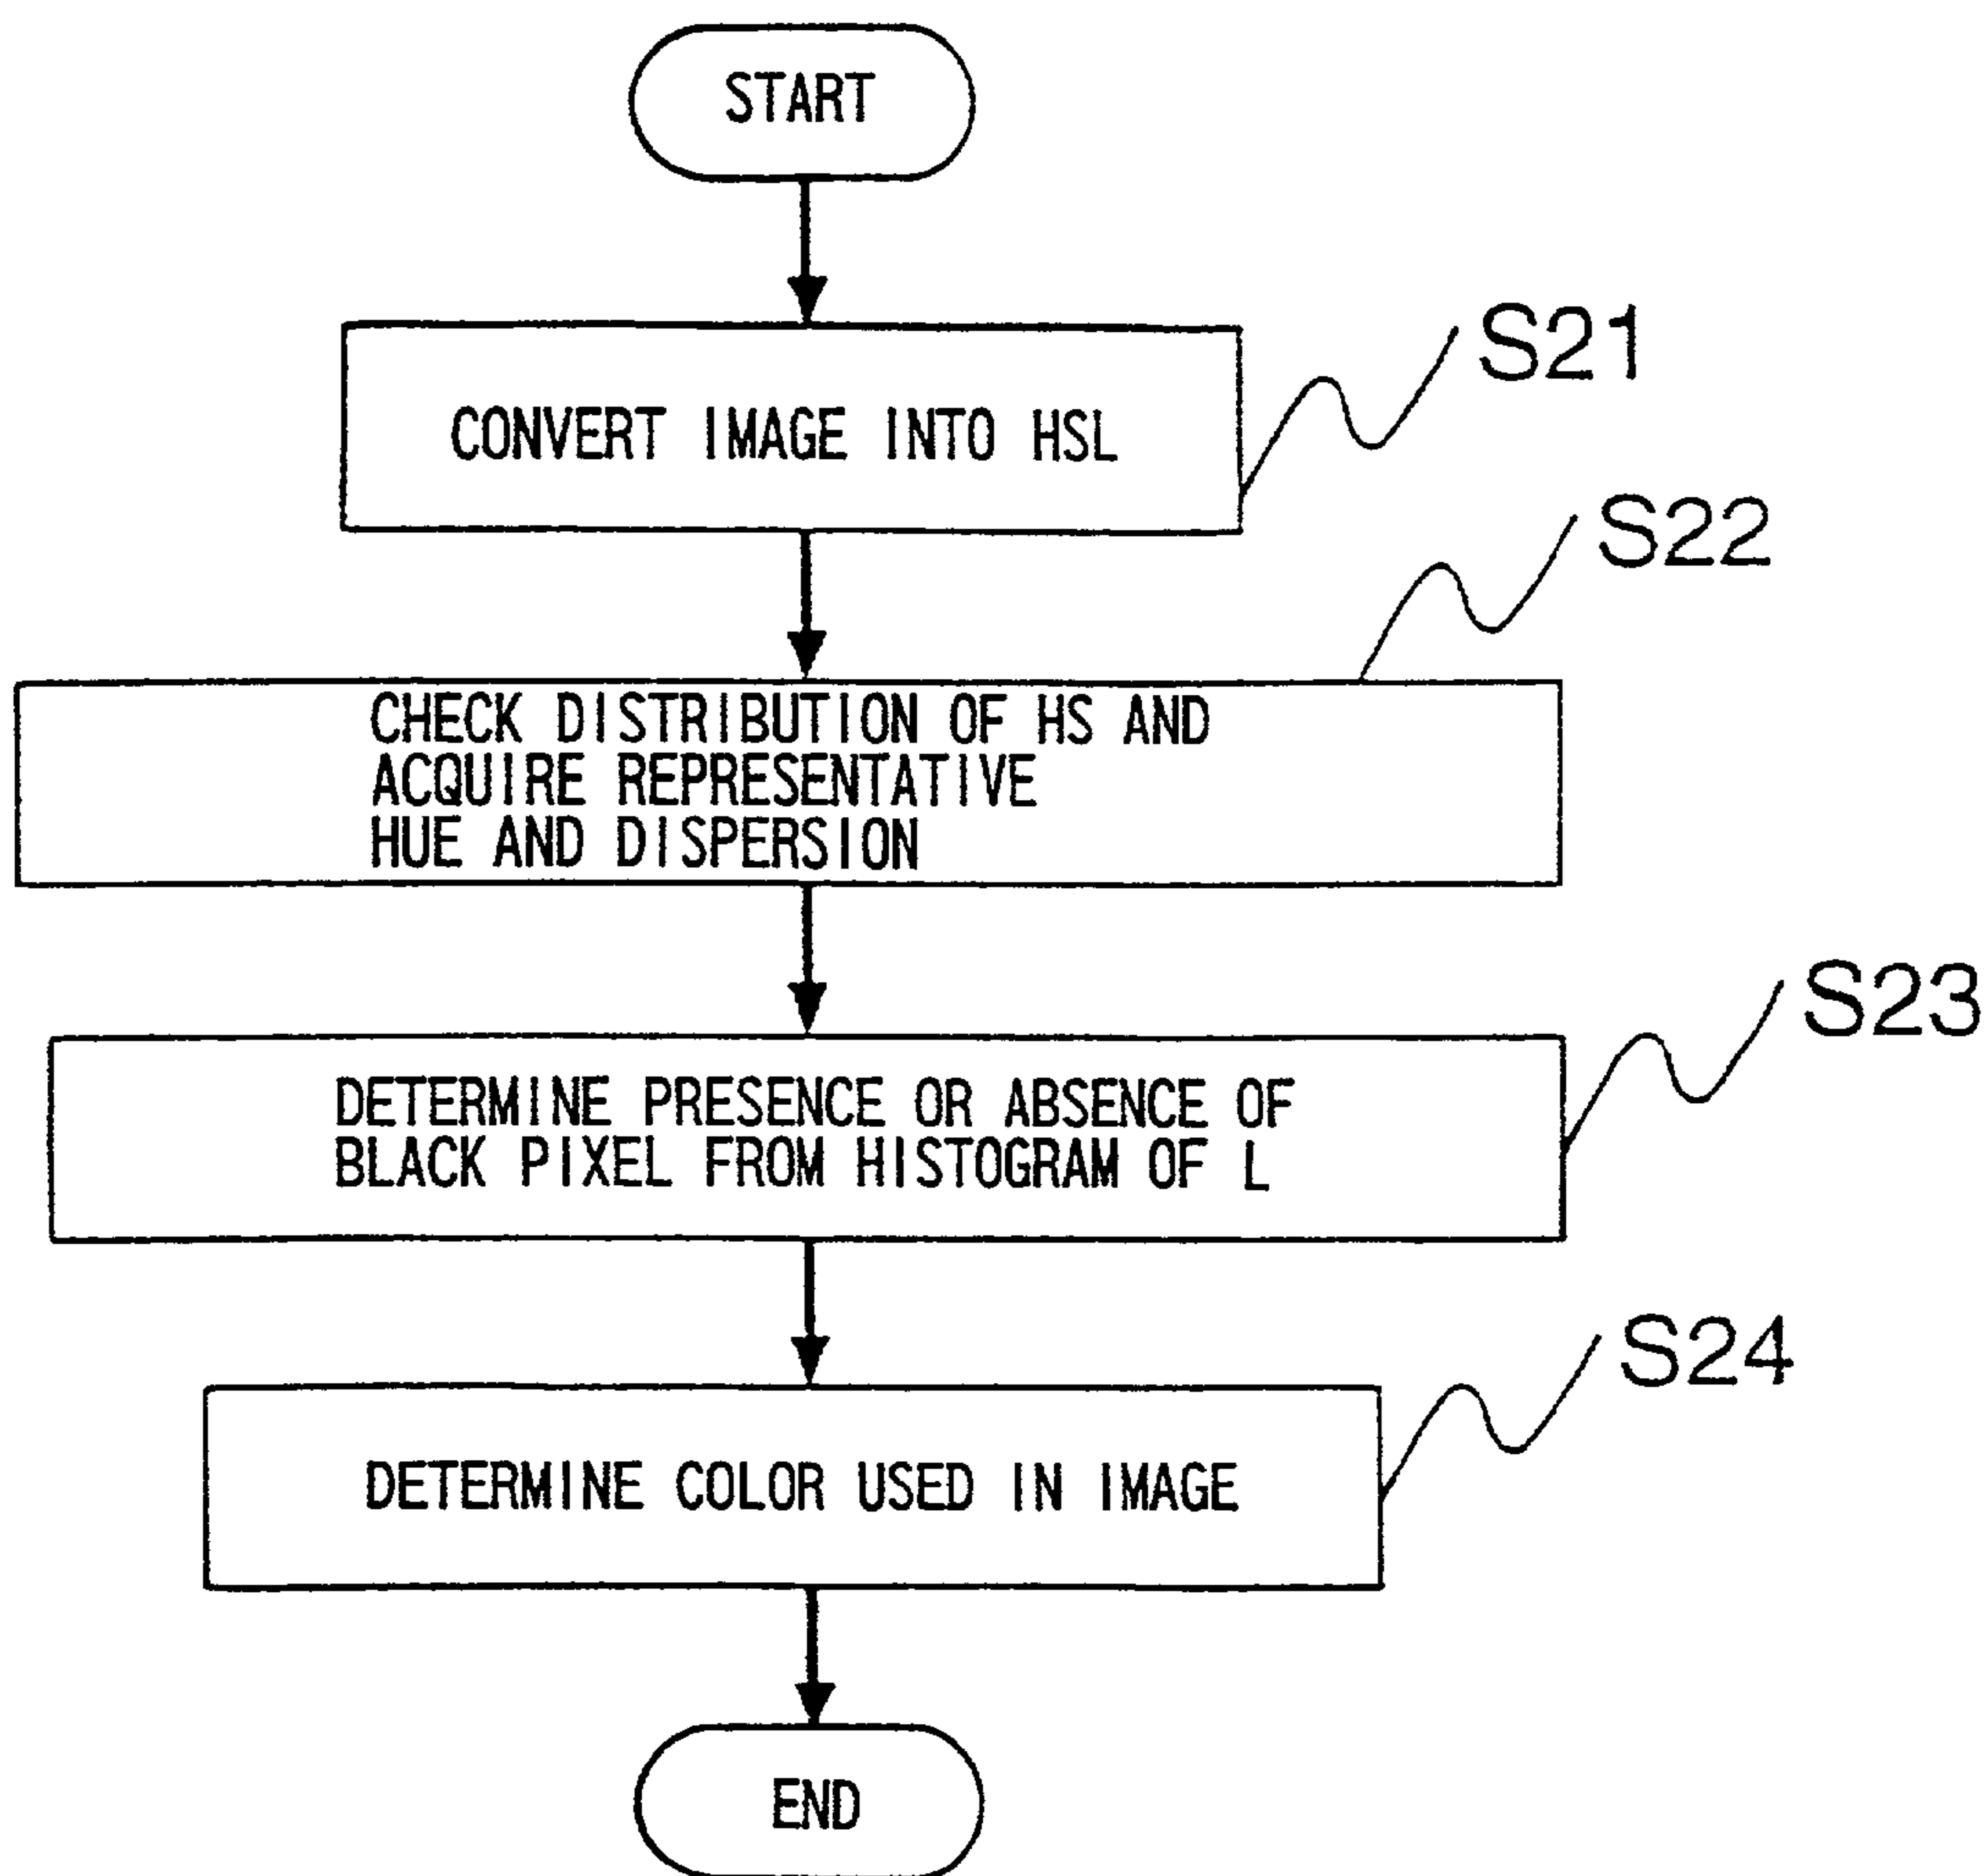 START
CONVERT IMAGE INTO HSL
S21
S22
CHECK DISTRIBUTION OF HS AND
ACQUIRE REPRESENTATIVE
HUE AND DISPERSION
S23
DETERMINE PRESENCE OR ABSENCE OF
BLACK PIXEL FROM HISTOGRAM OF L
S24
DETERMINE COLOR USED IN IMAGE
END